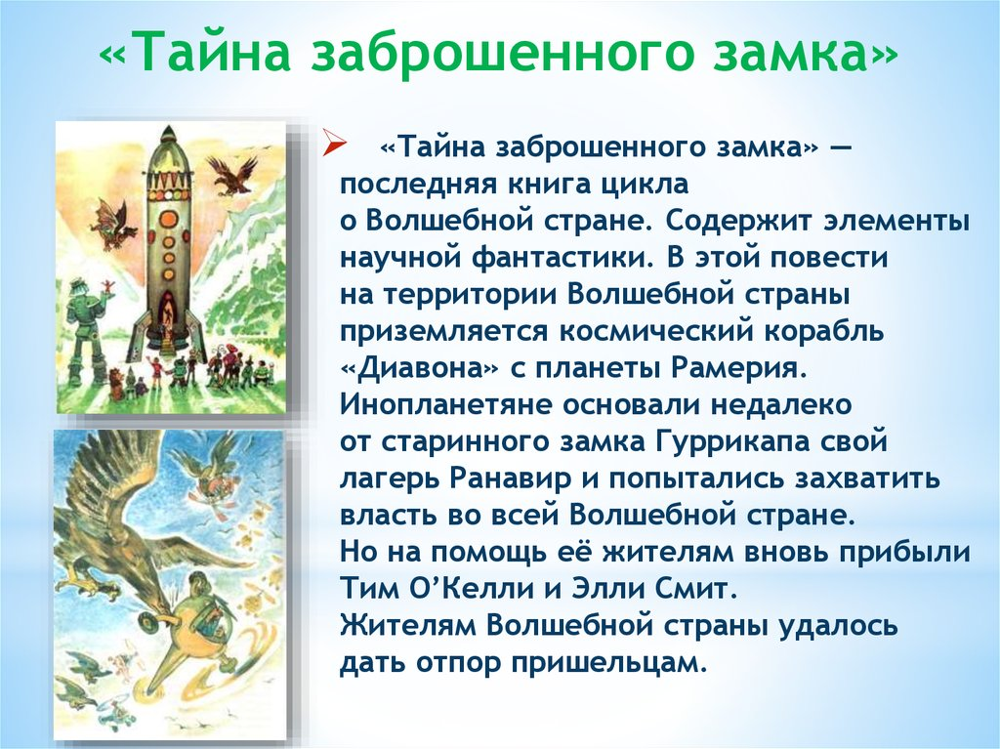 «Тайна заброшенного замка»
«Тайна заброшенного замка» —
последняя книга цикла
о Волшебной стране. Содержит элементы
научной фантастики. В этой повести
на территории Волшебной страны
приземляется космический корабль
«Диавона» с планеты Рамерия.
Инопланетяне основали недалеко
от старинного замка Гуррикапа свой
лагерь Ранавир и попытались захватить
власть во всей Волшебной стране.
Но на помощь её жителям вновь прибыли
Тим О’Келли и Элли Смит.
Жителям Волшебной страны удалось
дать отпор пришельцам.